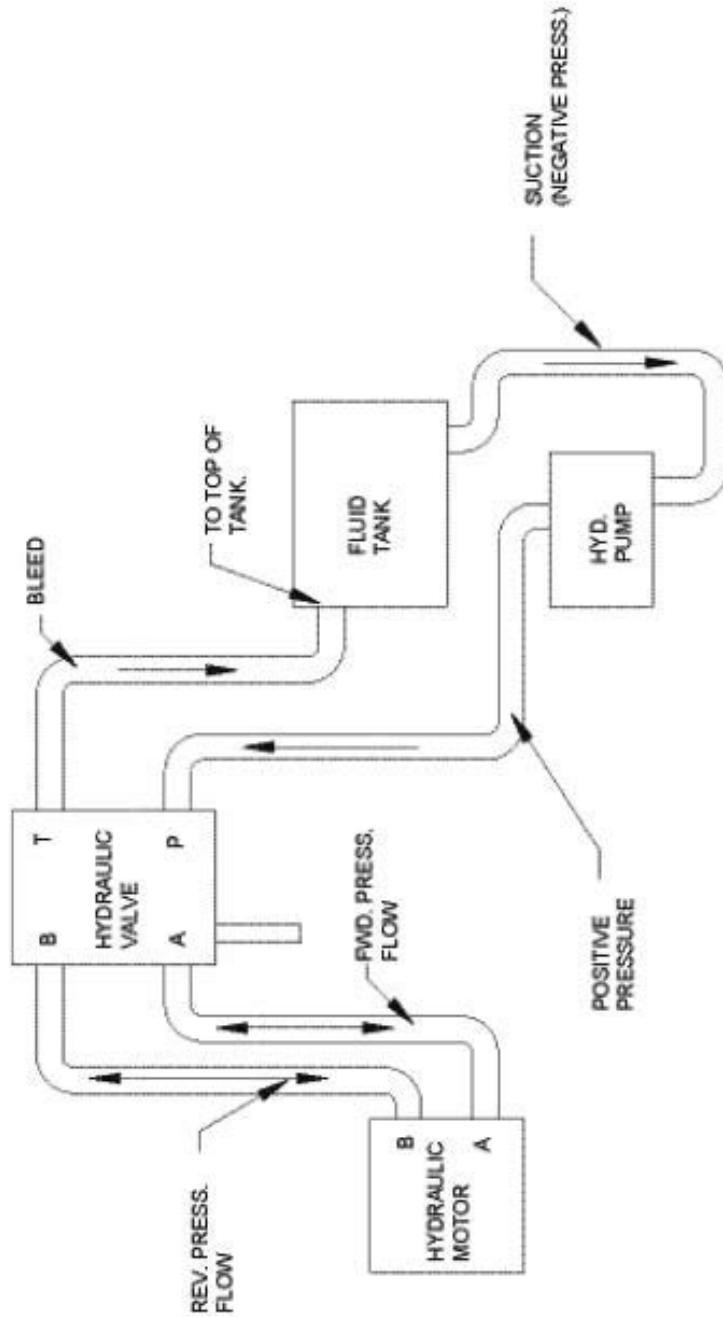 BLEED
B
T
HYDRAULIC
VALVE
A
P
REV. PRESS.
FLOW
TO TOP OF
TANK.
FWD. PRESS.
FLOW
FLUID
TANK
B
HYDRAULIC
MOTOR
A
SUCTION
(NEGATIVE PRESS.)
POSITIVE
PRESSURE
HYD.
PUMP